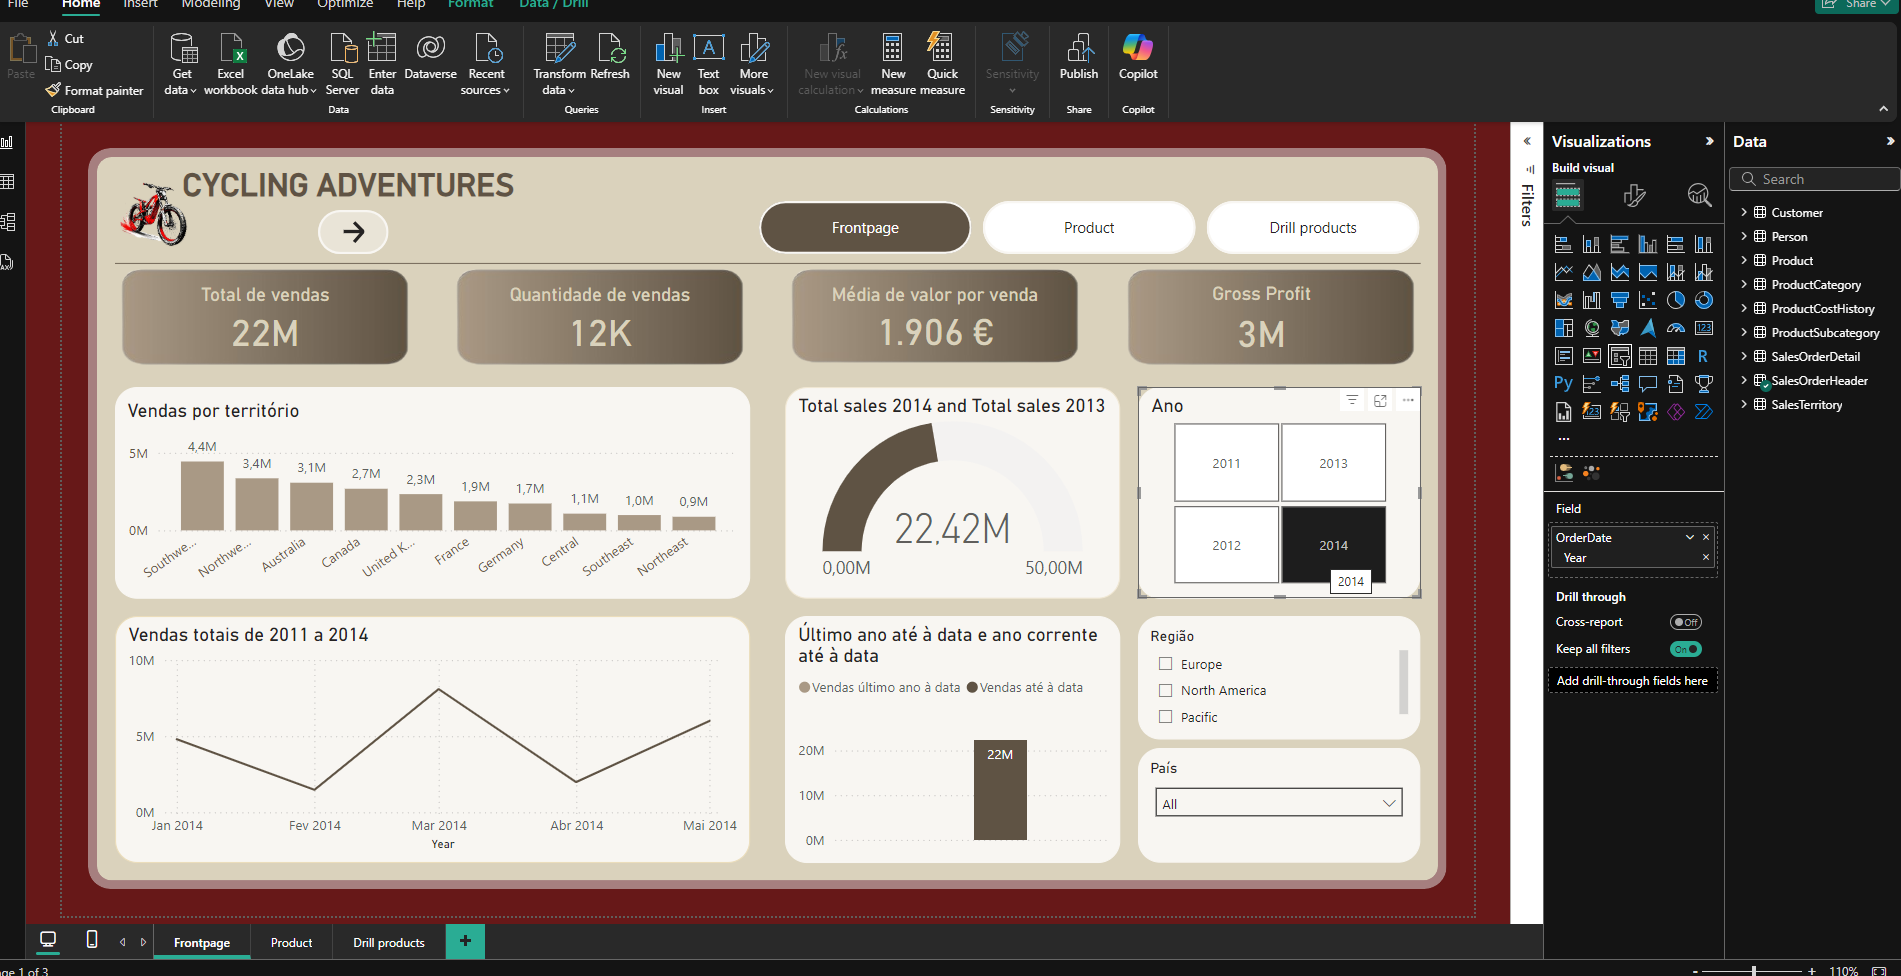 File Home Insert Modeling View Optimize Help Format Data / Drill Share
Paste
Cut
Copy
Format painter
Clipboard
Get data
Excel workbook
OneLake data hub
SQL Server
Enter data
Dataverse
Recent sources
Data
Transform data
Refresh
Queries
New visual
Text box
More visuals
Insert
New visual calculation
New measure
Quick measure
Calculations
Sensitivity
Sensitivity
Publish
Share
Copilot
Copilot
CYCLING ADVENTURES
Frontpage
Product
Drill products
Total de vendas
22M
Quantidade de vendas
12K
Média de valor por venda
1.906 €
Gross Profit
3M
Vendas por território
5M
0M
4,4M
3,4M
3,1M
2,7M
2,3M
1,9M
1,7M
1,1M
1,0M
0,9M
Southwe...
Northwe...
Australia
Canada
United K...
France
Germany
Central
Southeast
Northeast
Total sales 2014 and Total sales 2013
22,42M
0,00M
50,00M
Ano
2011
2013
2012
2014
2014
Vendas totais de 2011 a 2014
10M
5M
0M
Jan 2014
Fev 2014
Mar 2014
Abr 2014
Mai 2014
Year
Último ano até à data e ano corrente
até à data
Vendas último ano à data
Vendas até à data
20M
10M
0M
22M
Região
Europe
North America
Pacific
País
All
Filters
Visualizations
Build visual
123
R
Py
123
...
Field
OrderDate
Year
Drill through
Cross-report
Off
Keep all filters
On
Add drill-through fields here
Data
Search
Customer
Person
Product
ProductCategory
ProductCostHistory
ProductSubcategory
SalesOrderDetail
SalesOrderHeader
SalesTerritory
Frontpage
Product
Drill products
+
1 of 3
- + 110%